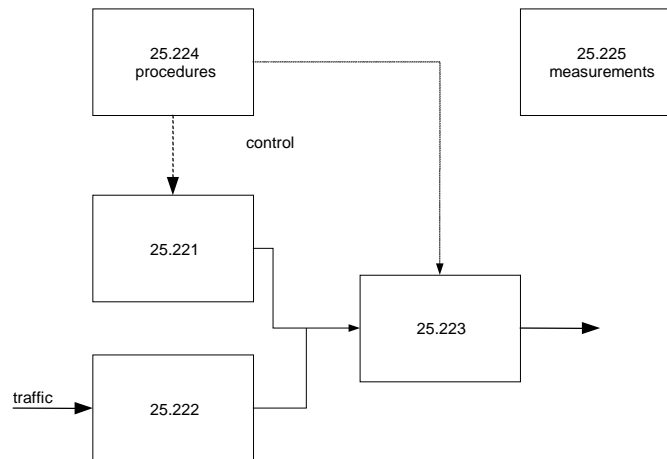 25.224
procedures
25.225
measurements
control
25.221
25.223
traffic
25.222